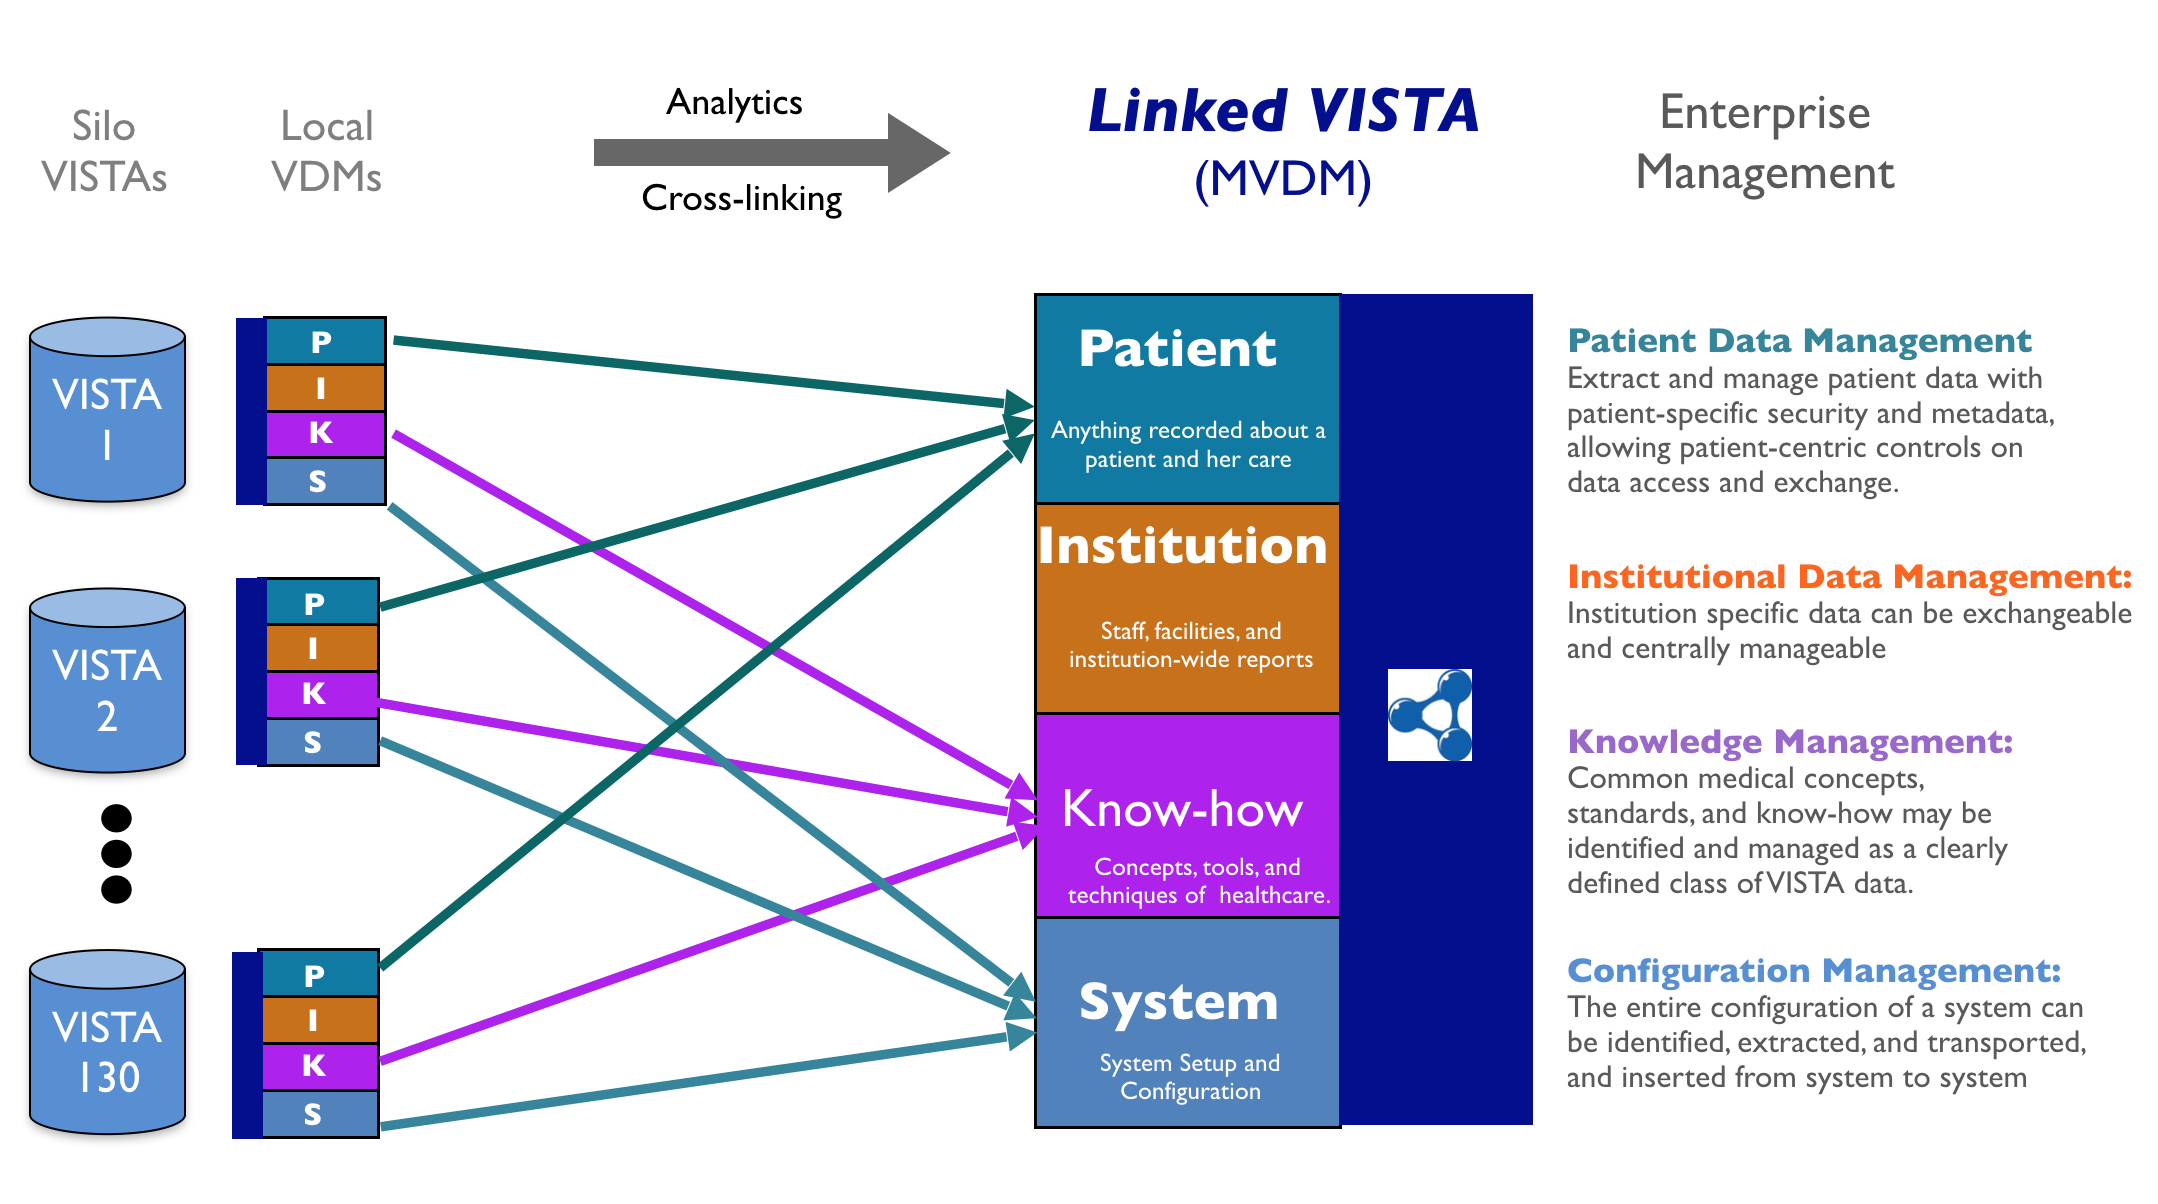 Silo
VISTAs
Local
VDMs
Analytics
Cross-linking
Linked VISTA
(MVDM)
Enterprise
Management
VISTA
1
P
I
K
S
VISTA
2
P
I
K
S
VISTA
130
P
I
K
S
Patient
Anything recorded about a
patient and her care
Institution
Staff, facilities, and
institution-wide reports
Know-how
Concepts, tools, and
techniques of healthcare.
System
System Setup and
Configuration
Patient Data Management
Extract and manage patient data with
patient-specific security and metadata,
allowing patient-centric controls on
data access and exchange.
Institutional Data Management:
Institution specific data can be exchangeable
and centrally manageable
Knowledge Management:
Common medical concepts,
standards, and know-how may be
identified and managed as a clearly
defined class of VISTA data.
Configuration Management:
The entire configuration of a system can
be identified, extracted, and transported,
and inserted from system to system